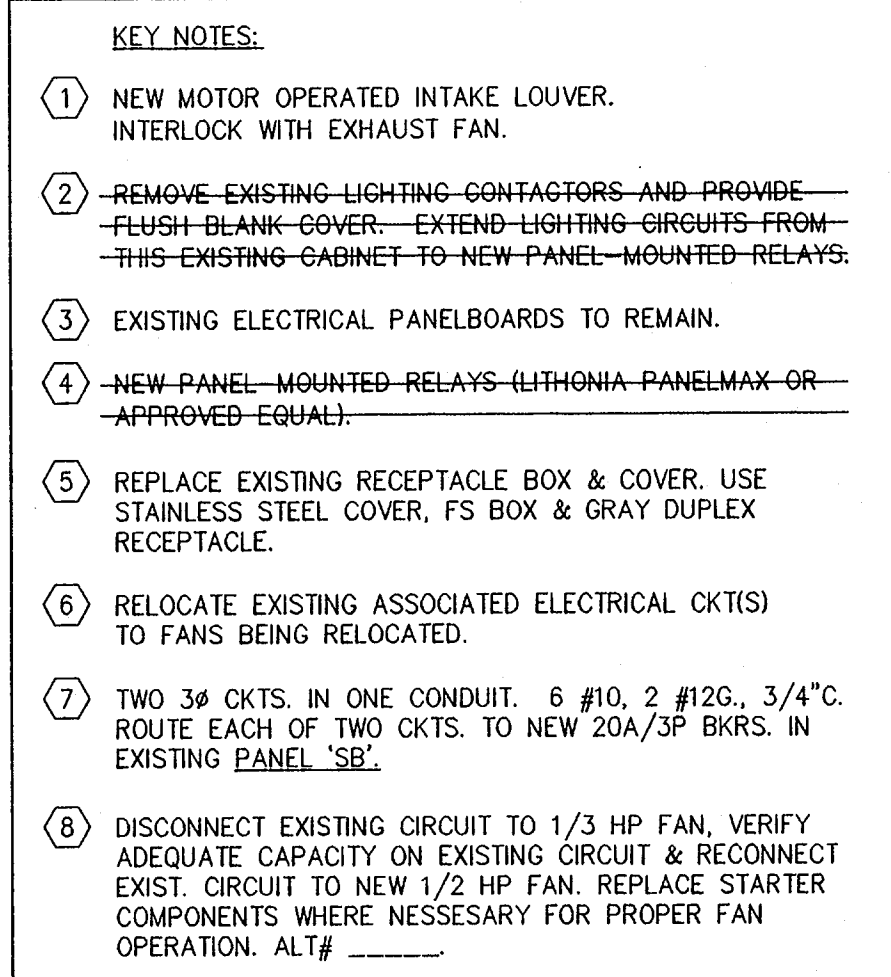 KEY NOTES:
1 NEW MOTOR OPERATED INTAKE LOUVER.
INTERLOCK WITH EXHAUST FAN.
2 REMOVE EXISTING LIGHTING CONTACTORS AND PROVIDE
FLUSH BLANK COVER. EXTEND LIGHTING CIRCUITS FROM
THIS EXISTING CABINET TO NEW PANEL-MOUNTED RELAYS.
3 EXISTING ELECTRICAL PANELBOARDS TO REMAIN.
4 NEW PANEL-MOUNTED RELAYS (LITHONIA PANELMAX OR
APPROVED EQUAL).
5 REPLACE EXISTING RECEPTACLE BOX & COVER. USE
STAINLESS STEEL COVER, FS BOX & GRAY DUPLEX
RECEPTACLE.
6 RELOCATE EXISTING ASSOCIATED ELECTRICAL CKT(S)
TO FANS BEING RELOCATED.
7 TWO 3ø CKTS. IN ONE CONDUIT. 6 #10, 2 #12G., 3/4"C.
ROUTE EACH OF TWO CKTS. TO NEW 20A/3P BKRS. IN
EXISTING PANEL 'SB'.
8 DISCONNECT EXISTING CIRCUIT TO 1/3 HP FAN, VERIFY
ADEQUATE CAPACITY ON EXISTING CIRCUIT & RECONNECT
EXIST. CIRCUIT TO NEW 1/2 HP FAN. REPLACE STARTER
COMPONENTS WHERE NESSESARY FOR PROPER FAN
OPERATION. ALT# _____.